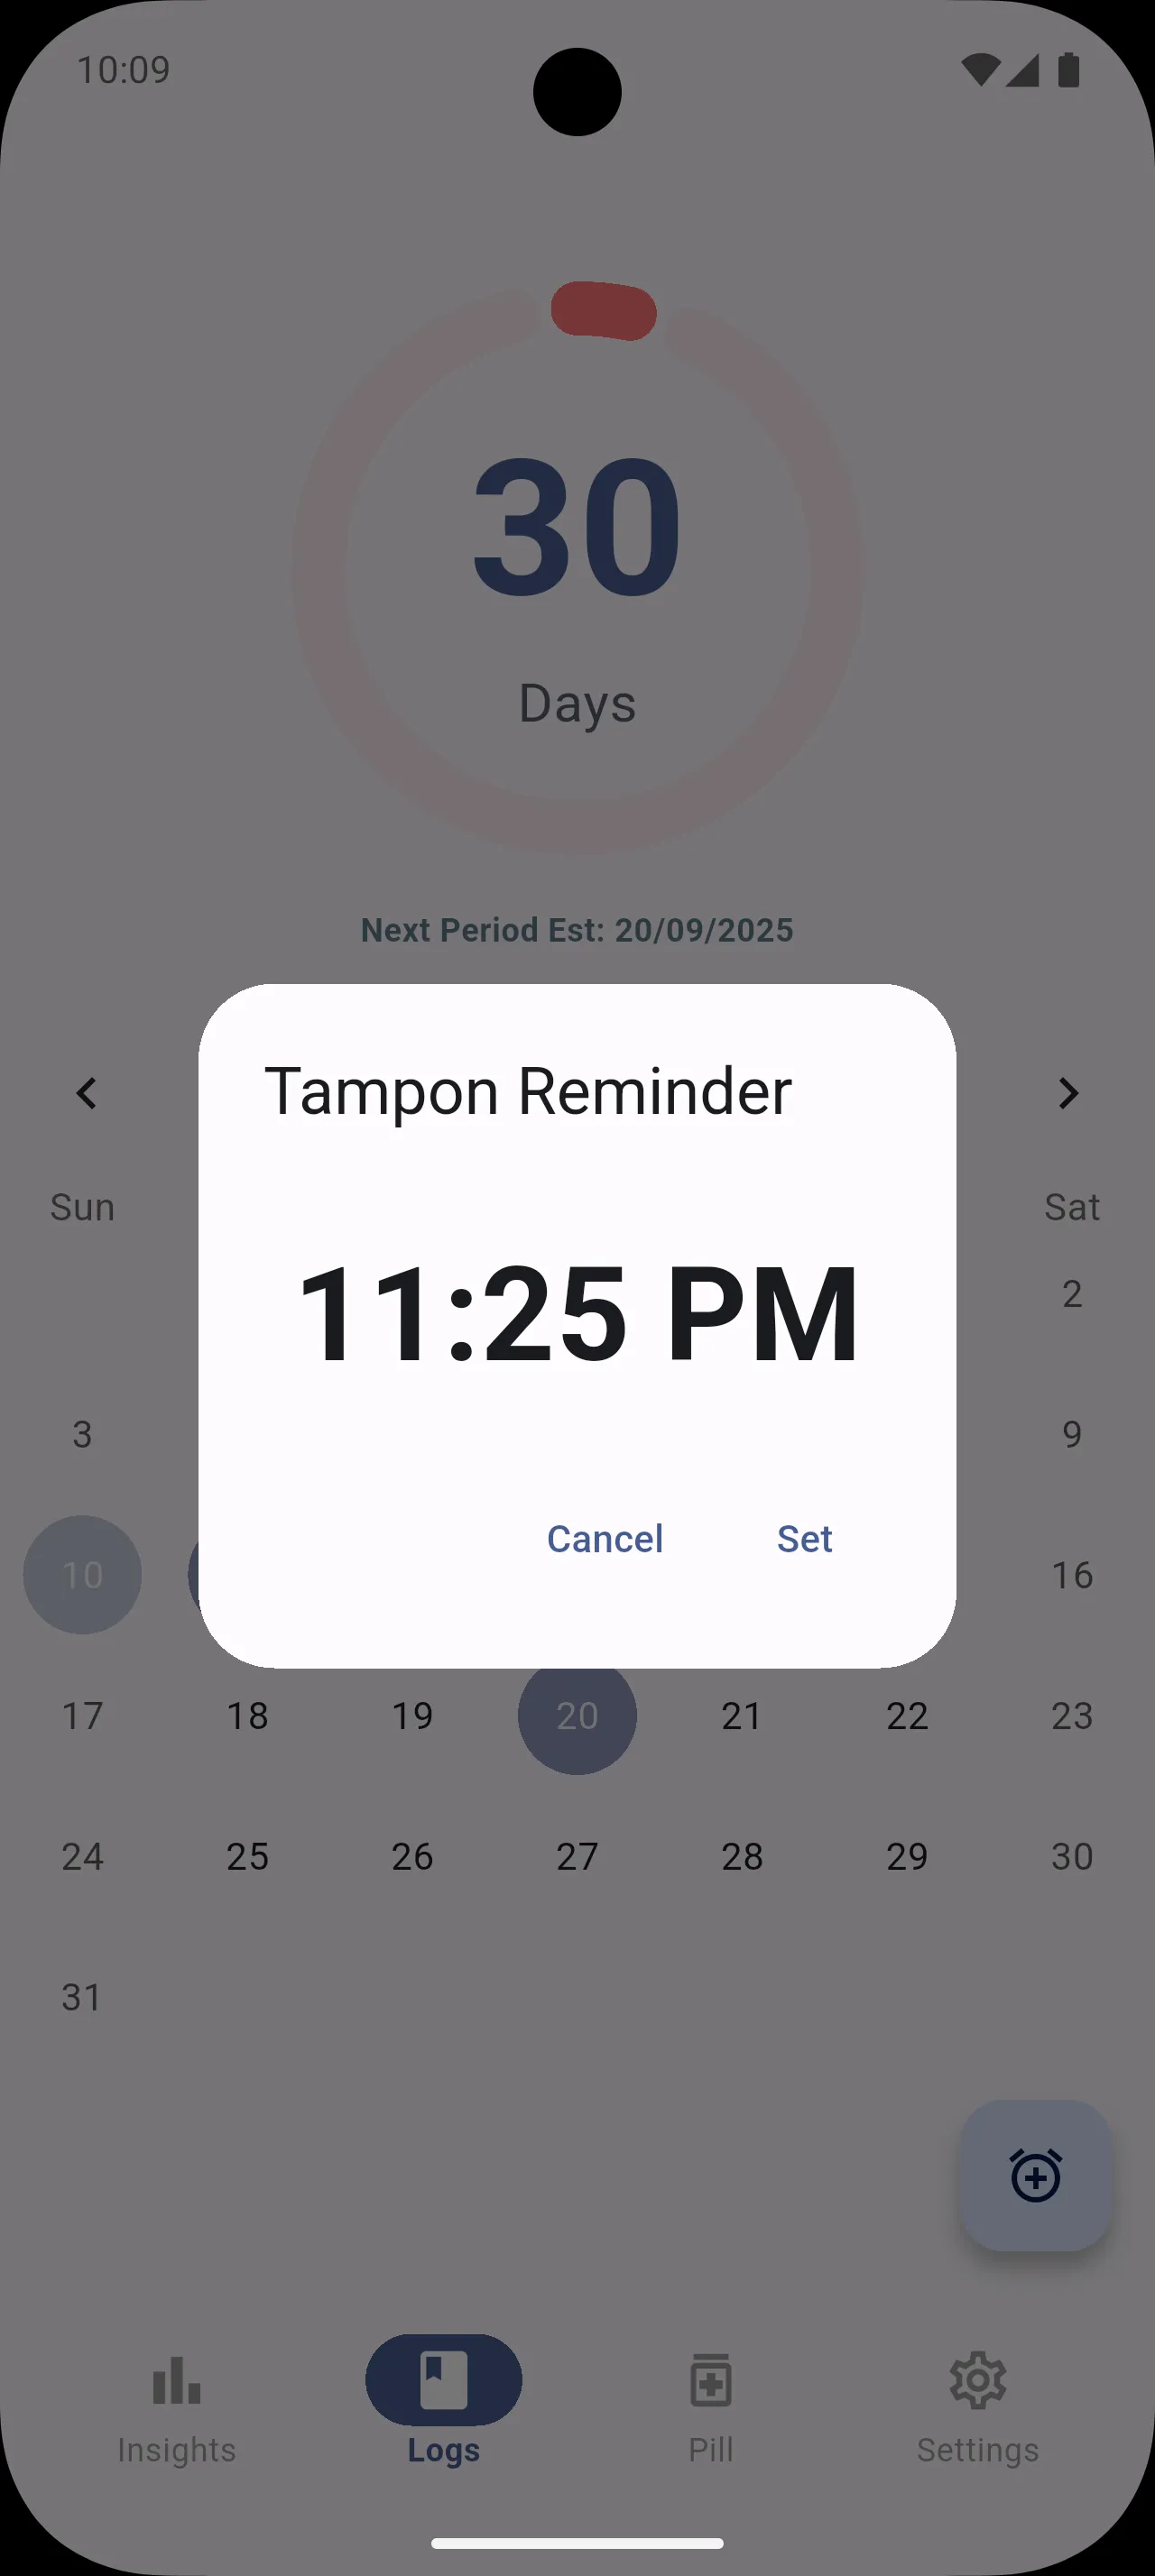 10:09
30
Days
Next Period Est: 20/09/2025
Tampon Reminder
Sun Sat
11:25 PM
2
3 9
Cancel Set
10 16
17 18 19 20 21 22 23
24 25 26 27 28 29 30
31
Insights Logs Pill Settings